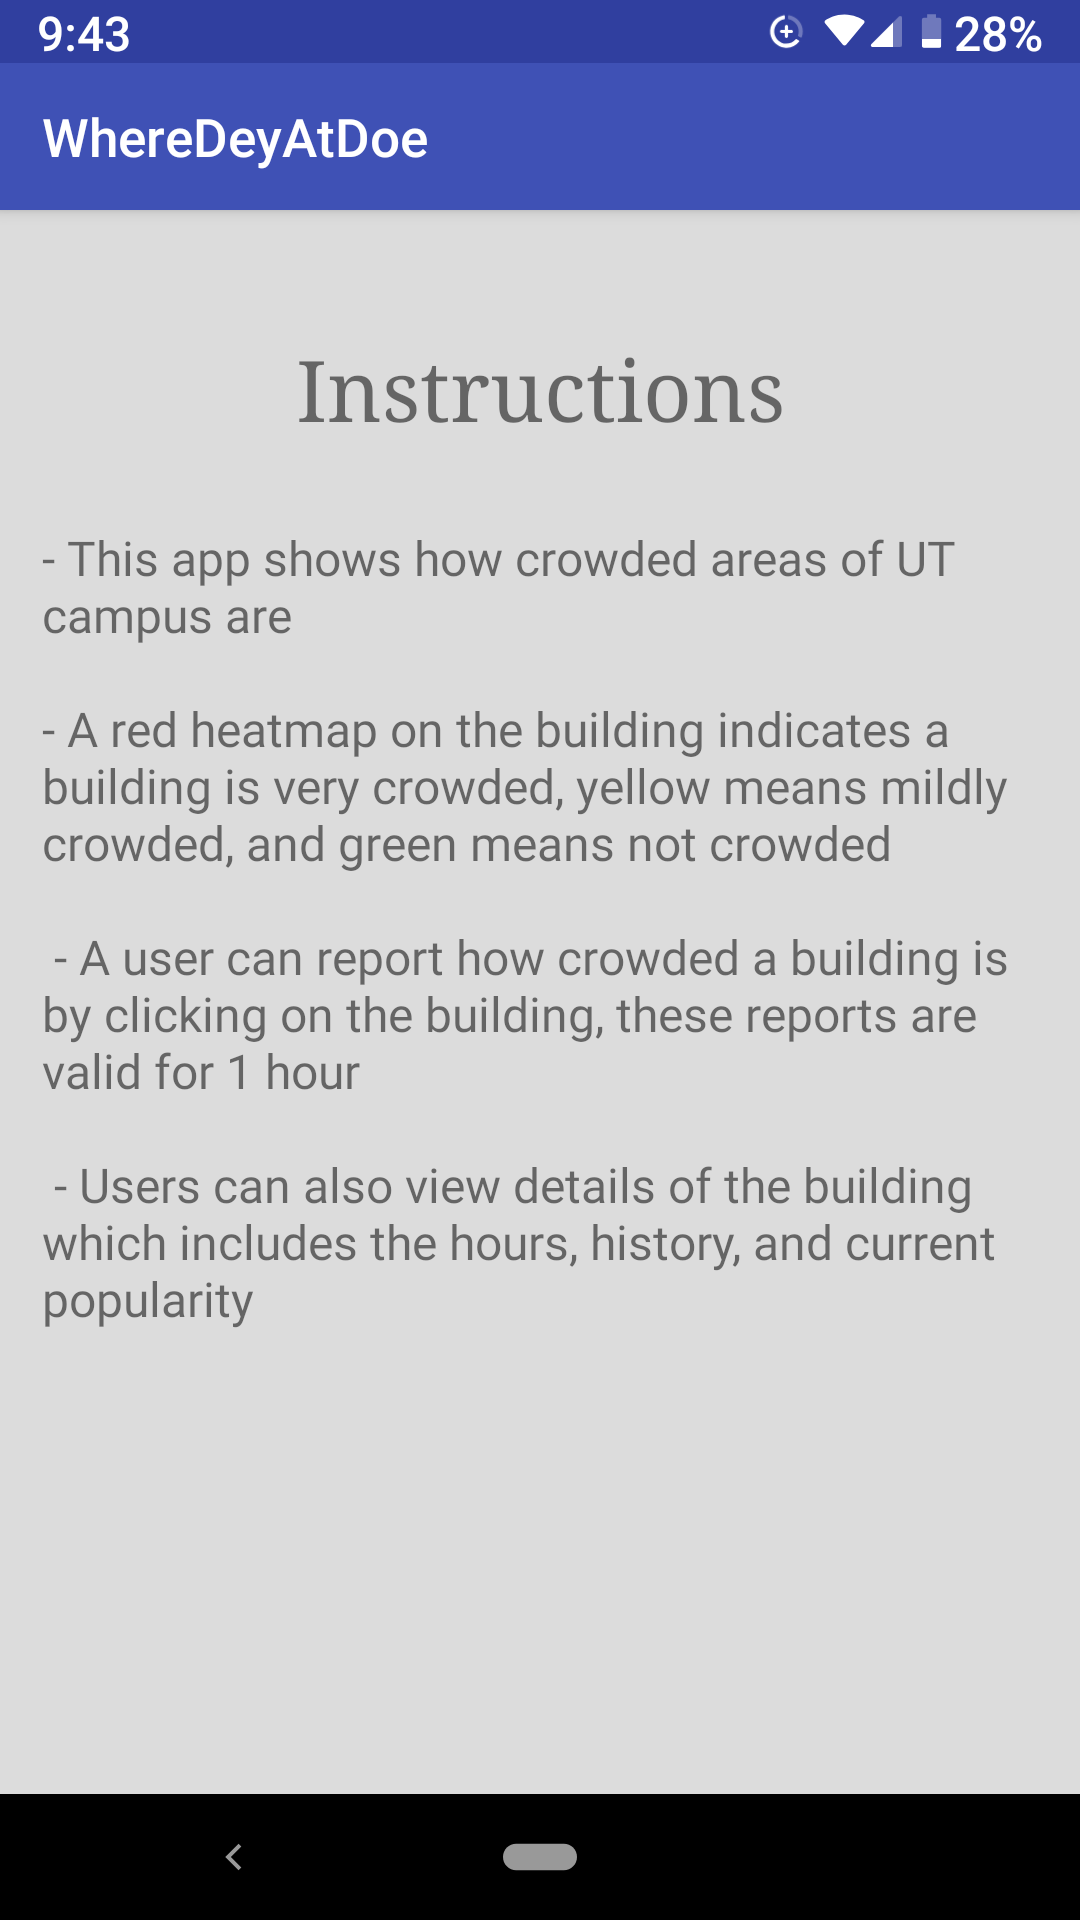 9:43
28%
WhereDeyAtDoe
Instructions
- This app shows how crowded areas of UT
campus are
- A red heatmap on the building indicates a
building is very crowded, yellow means mildly
crowded, and green means not crowded
- A user can report how crowded a building is
by clicking on the building, these reports are
valid for 1 hour
- Users can also view details of the building
which includes the hours, history, and current
popularity